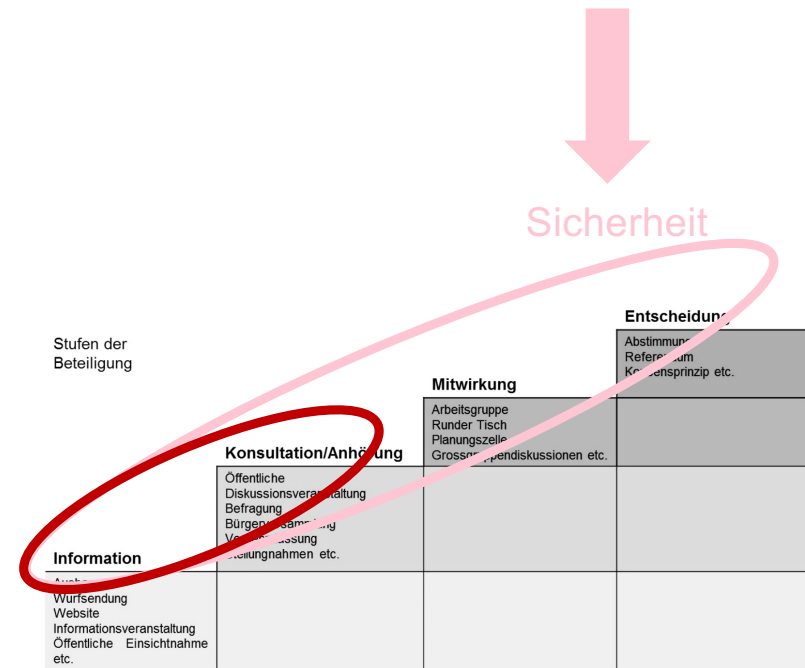 Sicherheit
Entscheidung
Stufen der
Beteiligung
Abstimmung
Referendum
Konsensprinzip etc.
Mitwirkung
Arbeitsgruppe
Runder Tisch
Planungszelle
Grossgruppendiskussionen etc.
Konsultation/Anhörung
Öffentliche
Diskussionsveranstaltung
Befragung
Bürgerversammlung
Vernehmlassung
Stellungnahmen etc.
Information
Wurfsendung
Website
Informationsveranstaltung
Öffentliche Einsichtnahme
etc.